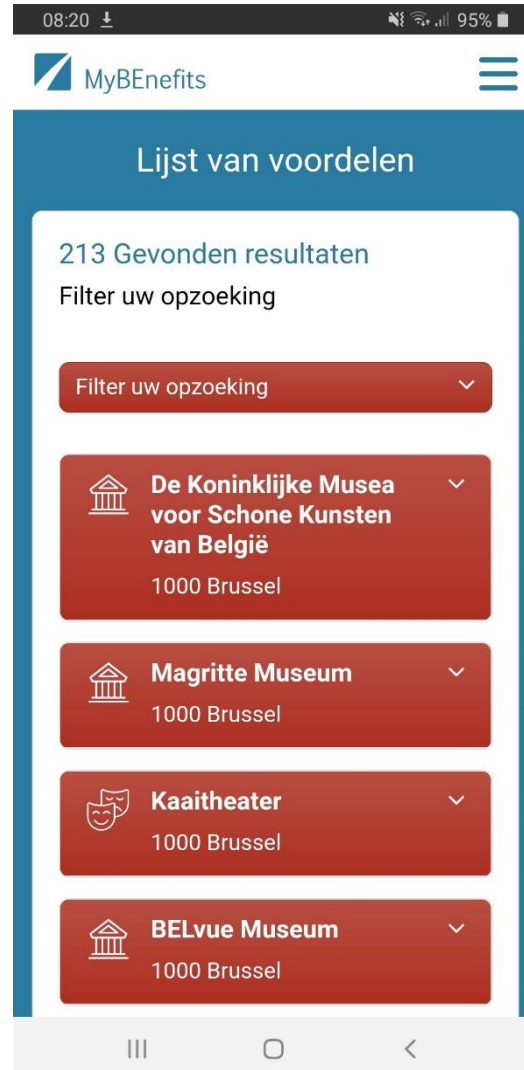 08:20 95%
MyBEnefits
Lijst van voordelen
213 Gevonden resultaten
Filter uw opzoeking
Filter uw opzoeking
De Koninklijke Musea
voor Schone Kunsten
van België
1000 Brussel
Magritte Museum
1000 Brussel
Kaaitheater
1000 Brussel
BELvue Museum
1000 Brussel